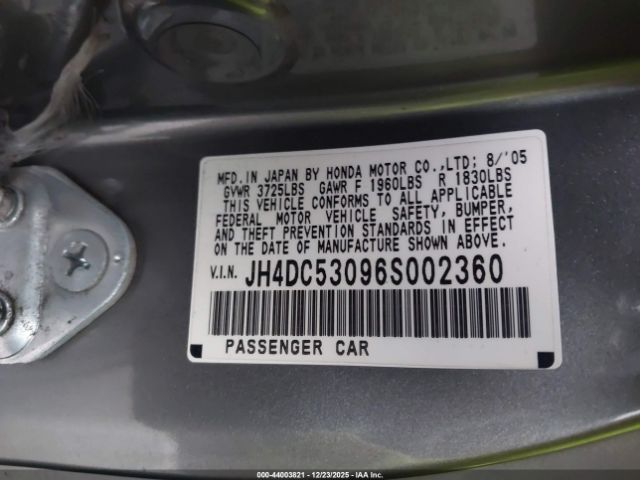 MFD.IN JAPAN BY HONDA MOTOR CO.,LTD; 8/'05
GVWR 3725LBS GAWR F 1960LBS R 1830LBS
THIS VEHICLE CONFORMS TO ALL APPLICABLE
FEDERAL MOTOR VEHICLE SAFETY, BUMPER,
AND THEFT PREVENTION STANDARDS IN EFFECT
ON THE DATE OF MANUFACTURE SHOWN ABOVE.
V.I.N. JH4DC53096S002360
PASSENGER CAR
IAA - 44003821 - 12/23/2025 - IAAI.COM